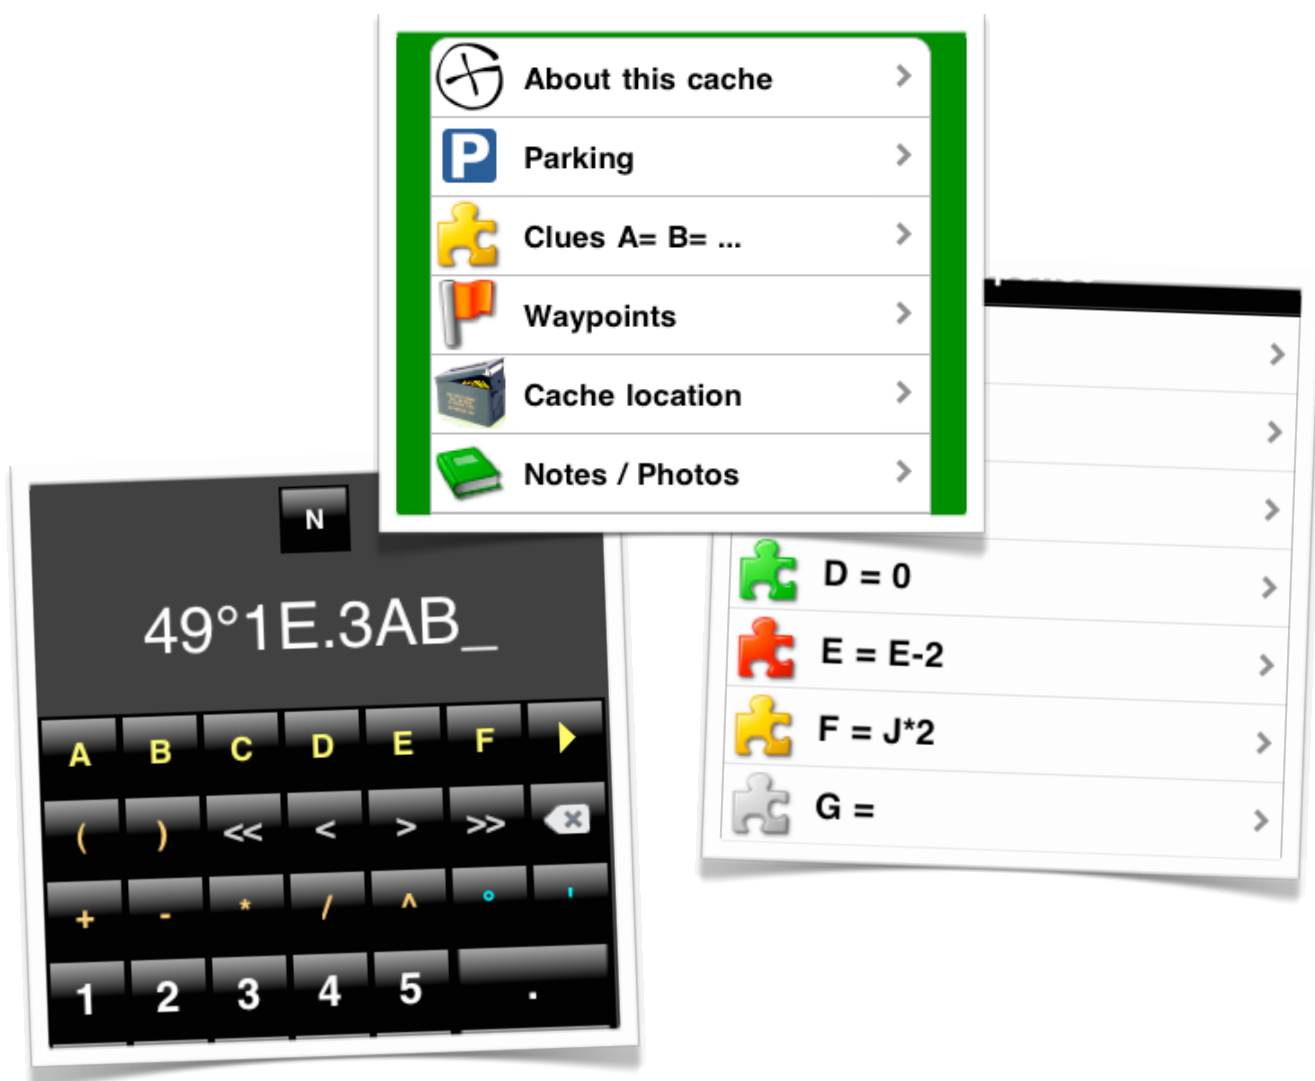 About this cache
P Parking
Clues A= B= ...
Waypoints
Cache location
Notes / Photos
N
49°1E.3AB_
A B C D E F
( ) << < > >>
+ - * / ^ ° '
1 2 3 4 5 .
D = 0
E = E-2
F = J*2
G =